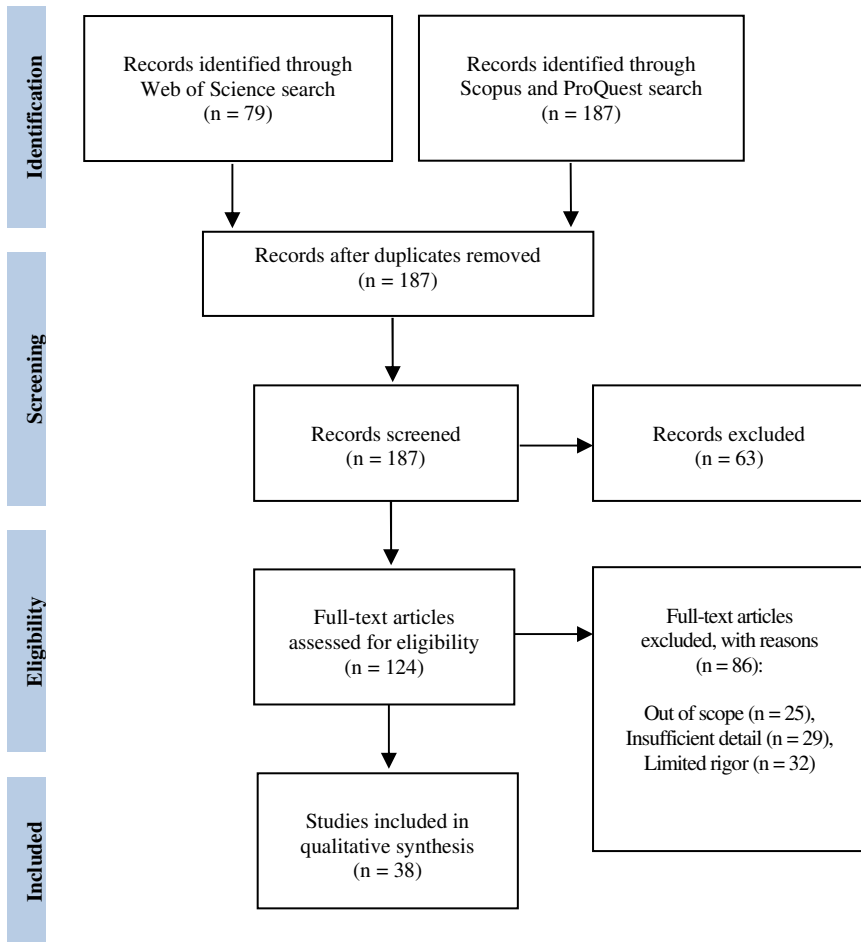 Identification
Records identified through
Web of Science search
(n = 79)
Records identified through
Scopus and ProQuest search
(n = 187)
Screening
Records after duplicates removed
(n = 187)
Records screened
(n = 187)
Records excluded
(n = 63)
Eligibility
Full-text articles
assessed for eligibility
(n = 124)
Full-text articles
excluded, with reasons
(n = 86):
Out of scope (n = 25),
Insufficient detail (n = 29),
Limited rigor (n = 32)
Included
Studies included in
qualitative synthesis
(n = 38)